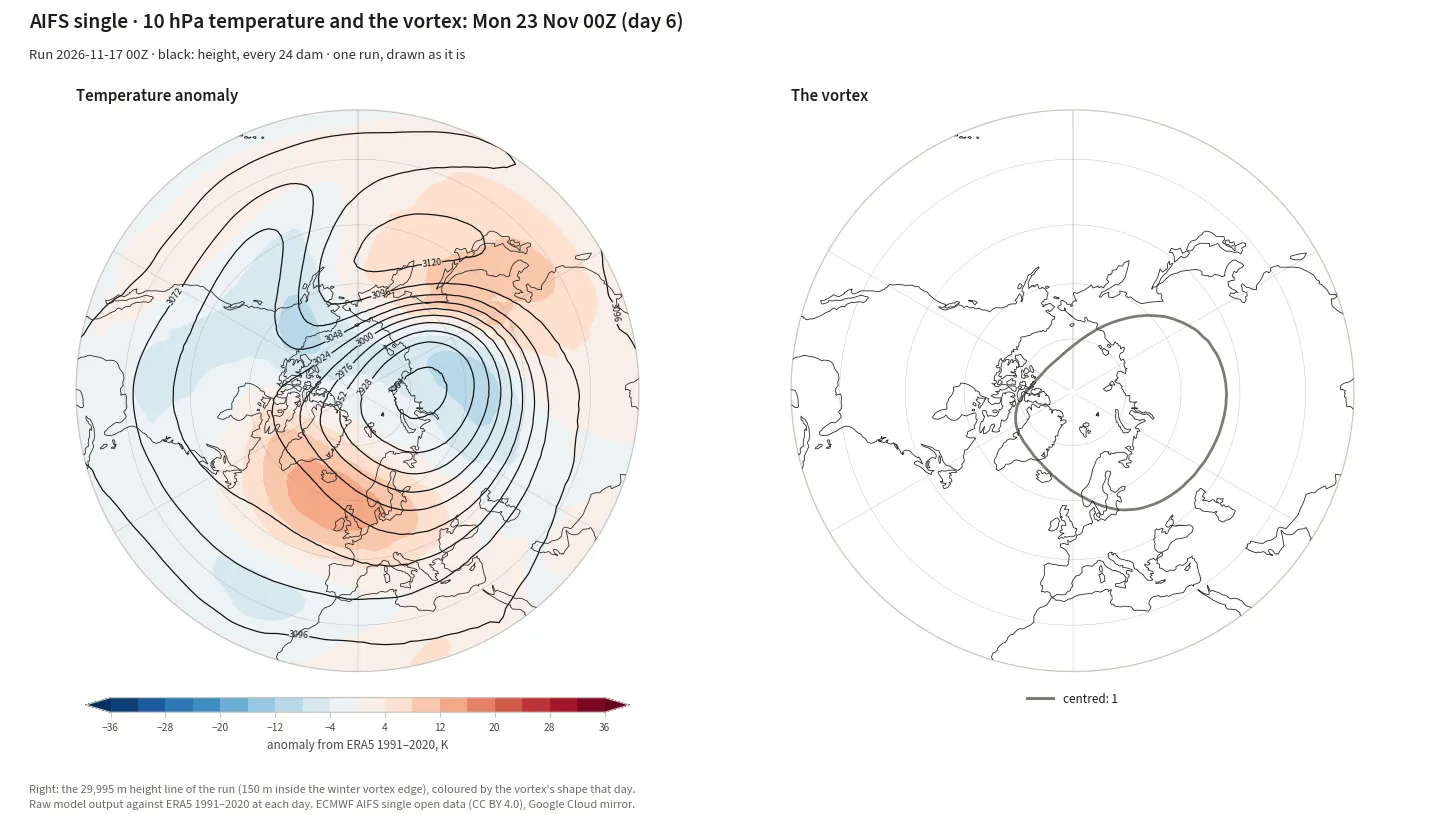 AIFS single · 10 hPa temperature and the vortex: Mon 23 Nov 00Z (day 6)
Run 2026-11-17 00Z · black: height, every 24 dam · one run, drawn as it is
Temperature anomaly
The vortex
3120
3072
3096
3048
3000
3024
2976
2928
2952
3096
−36 −28 −20 −12 −4 4 12 20 28 36
anomaly from ERA5 1991–2020, K
centred: 1
Right: the 29,995 m height line of the run (150 m inside the winter vortex edge), coloured by the vortex's shape that day.
Raw model output against ERA5 1991–2020 at each day. ECMWF AIFS single open data (CC BY 4.0), Google Cloud mirror.